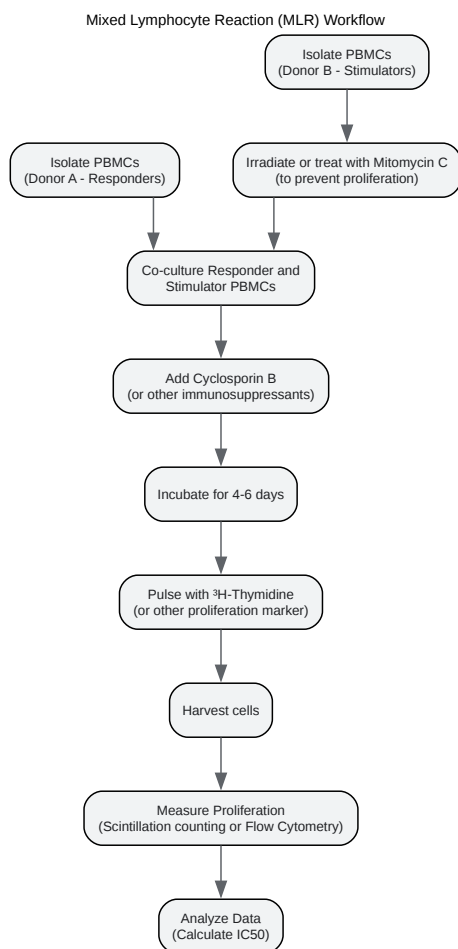 Mixed Lymphocyte Reaction (MLR) Workflow
Isolate PBMCs
(Donor B - Stimulators)
Isolate PBMCs
(Donor A - Responders)
Irradiate or treat with Mitomycin C
(to prevent proliferation)
Co-culture Responder and
Stimulator PBMCs
Add Cyclosporin B
(or other immunosuppressants)
Incubate for 4-6 days
Pulse with ³H-Thymidine
(or other proliferation marker)
Harvest cells
Measure Proliferation
(Scintillation counting or Flow Cytometry)
Analyze Data
(Calculate IC50)